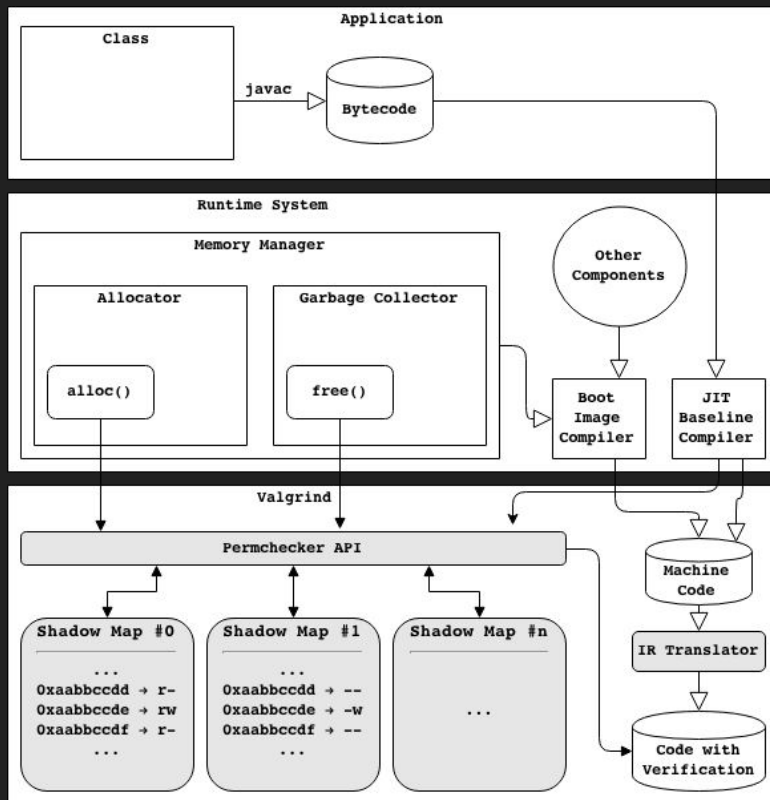 Application
Class
javac
Bytecode
Runtime System
Memory Manager
Allocator
alloc()
Garbage Collector
free()
Other
Components
Boot
Image
Compiler
JIT
Baseline
Compiler
Valgrind
Permchecker API
Shadow Map #0
...
0xaabbccdd → r-
0xaabbccde → rw
0xaabbccdf → r-
...
Shadow Map #1
...
0xaabbccdd → --
0xaabbccde → -w
0xaabbccdf → --
...
Shadow Map #n
...
Machine
Code
IR Translator
Code with
Verification